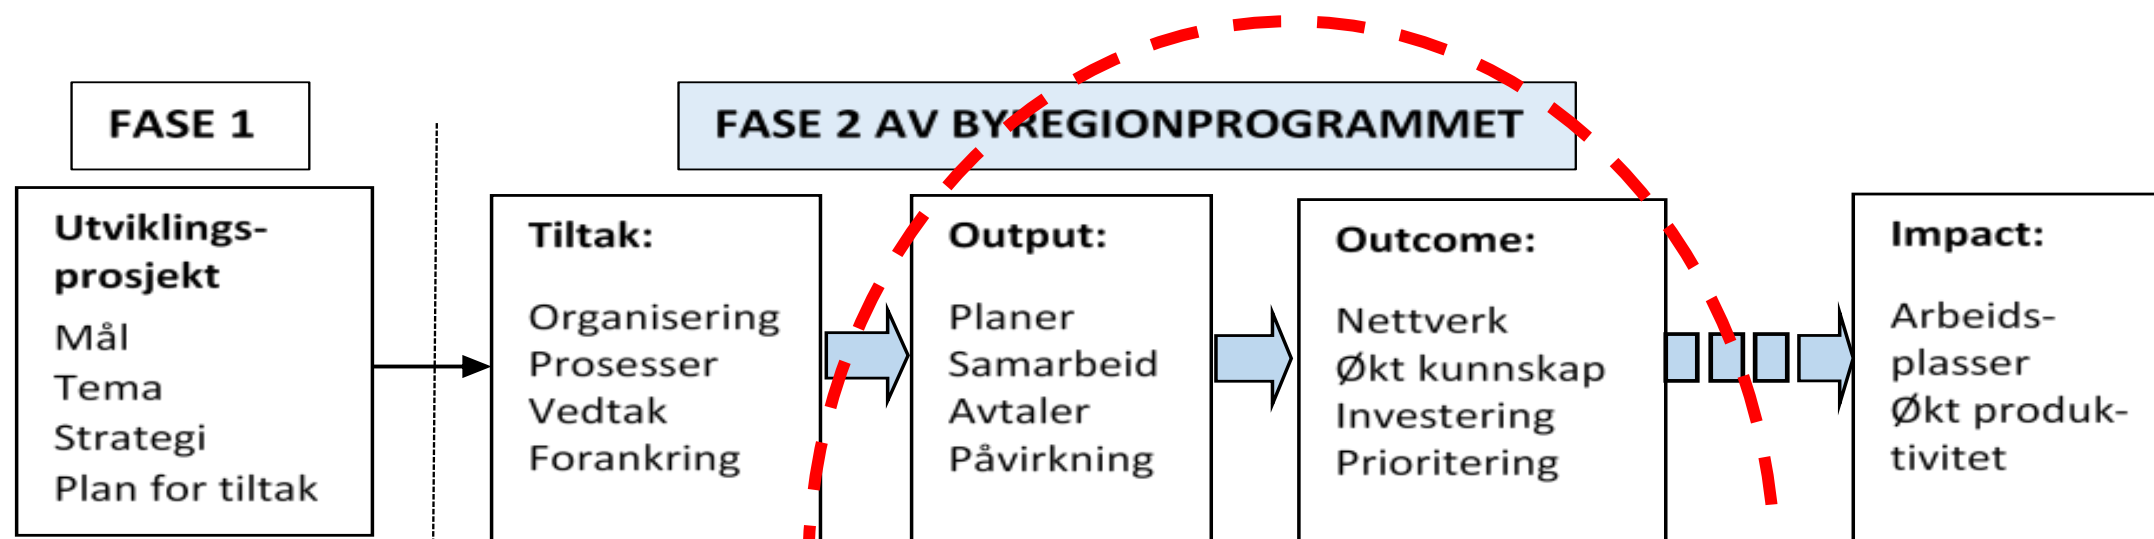 FASE 1
FASE 2 AV BYREGIONPROGRAMMET
Utviklings-
prosjekt
Mål
Tema
Strategi
Plan for tiltak
Tiltak:
Organisering
Prosesser
Vedtak
Forankring
Output:
Planer
Samarbeid
Avtaler
Påvirkning
Outcome:
Nettverk
Økt kunnskap
Investering
Prioritering
Impact:
Arbeids-
plasser
Økt produk-
tivitet